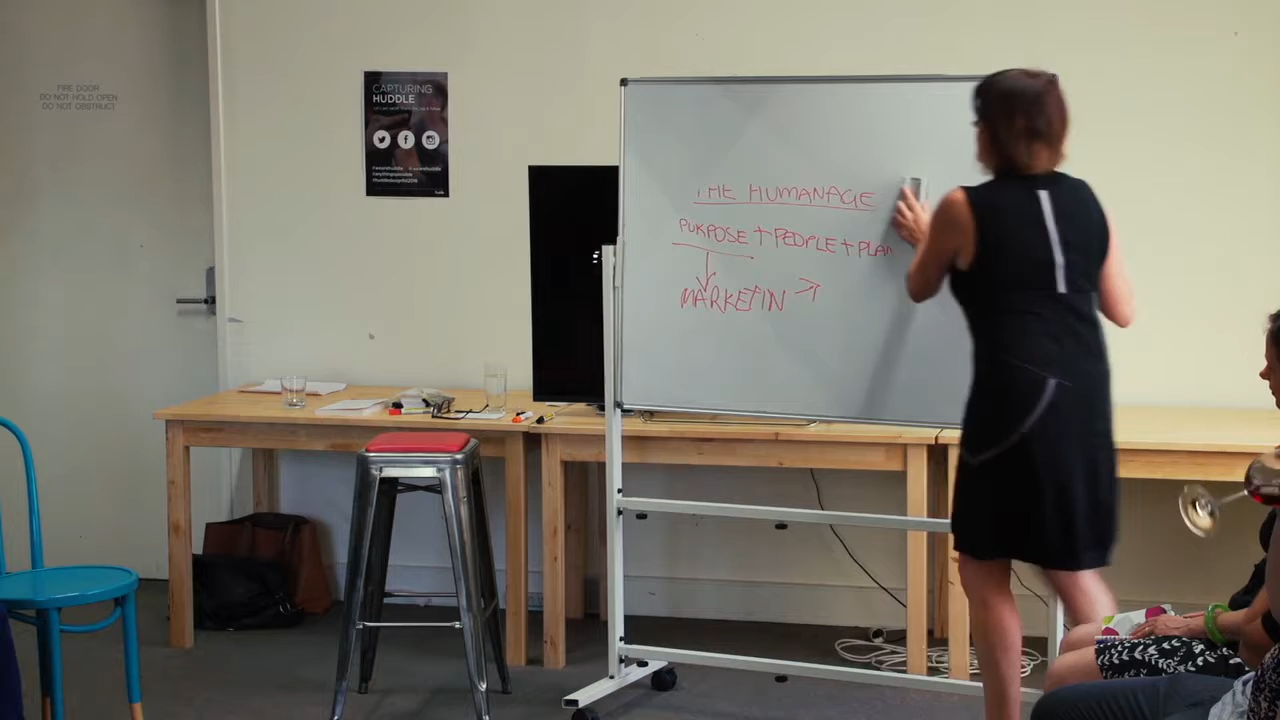 FIRE DOOR
DO NOT HOLD OPEN
DO NOT OBSTRUCT
CAPTURING
HUDDLE
THE HUMANAGE
PURPOSE + PEOPLE + PLAN
MARKETIN